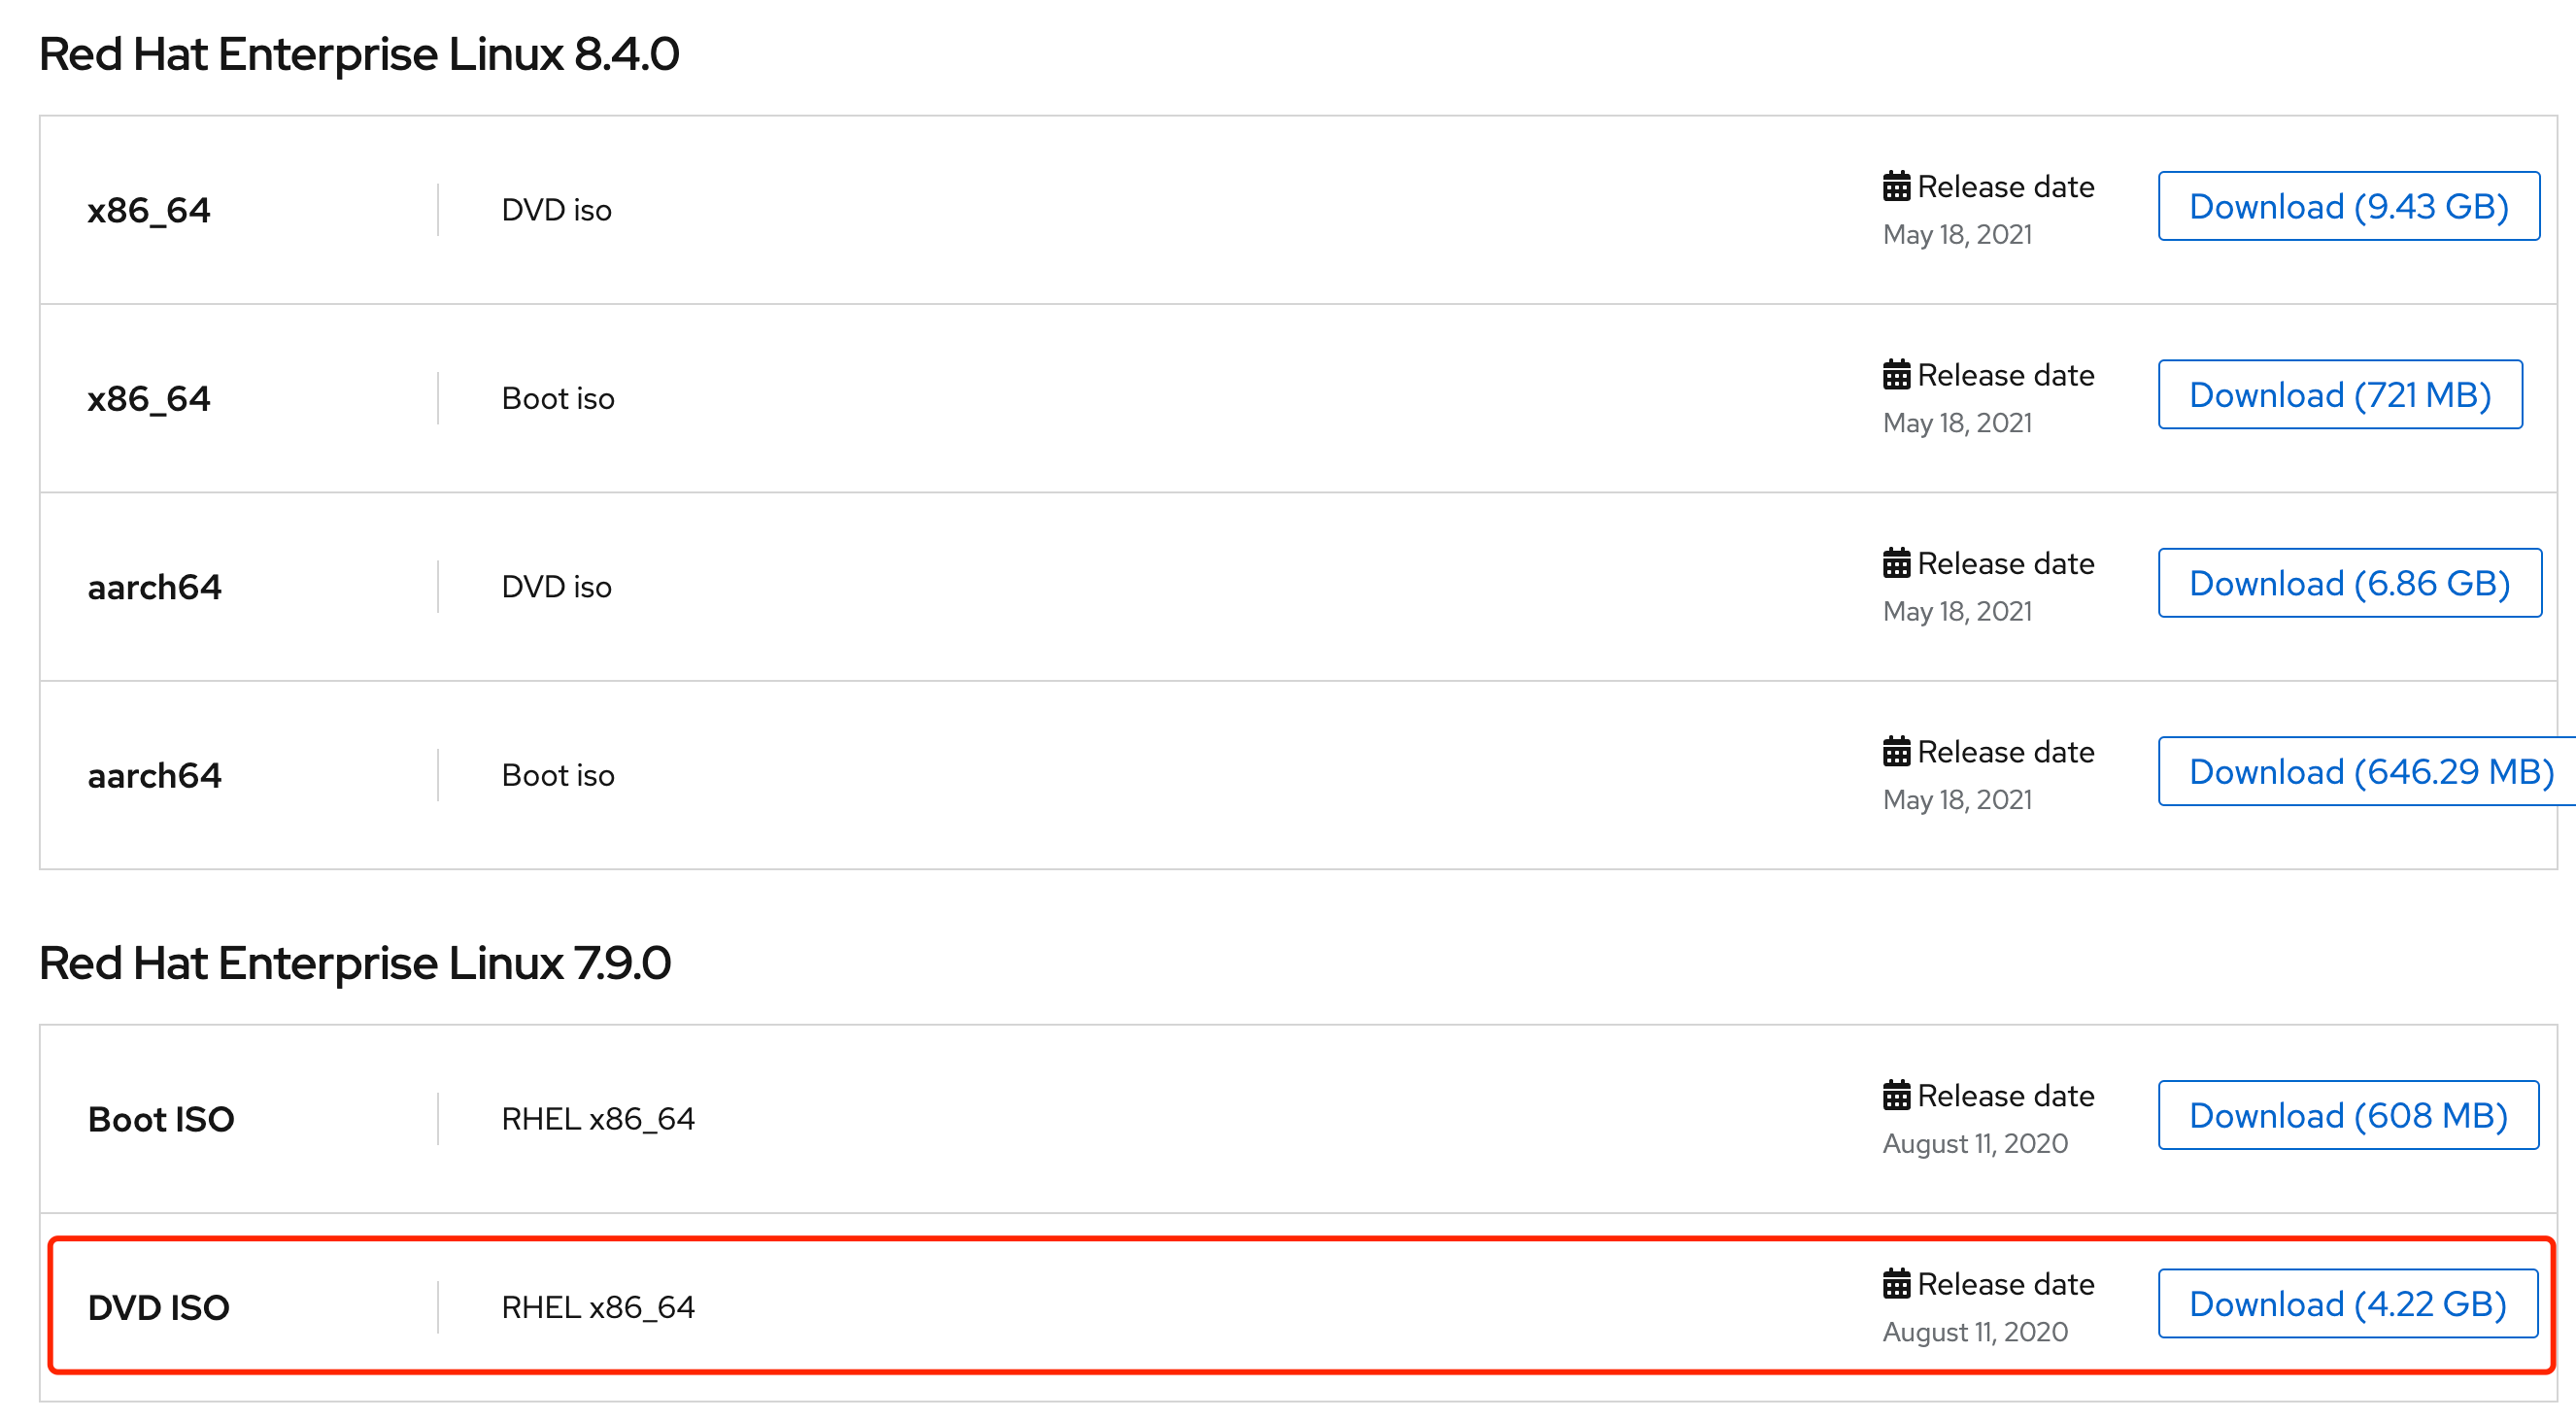 Red Hat Enterprise Linux 8.4.0
x86_64 DVD iso Release date Download (9.43 GB)
May 18, 2021
x86_64 Boot iso Release date Download (721 MB)
May 18, 2021
aarch64 DVD iso Release date Download (6.86 GB)
May 18, 2021
aarch64 Boot iso Release date Download (646.29 MB)
May 18, 2021
Red Hat Enterprise Linux 7.9.0
Boot ISO RHEL x86_64 Release date Download (608 MB)
August 11, 2020
DVD ISO RHEL x86_64 Release date Download (4.22 GB)
August 11, 2020